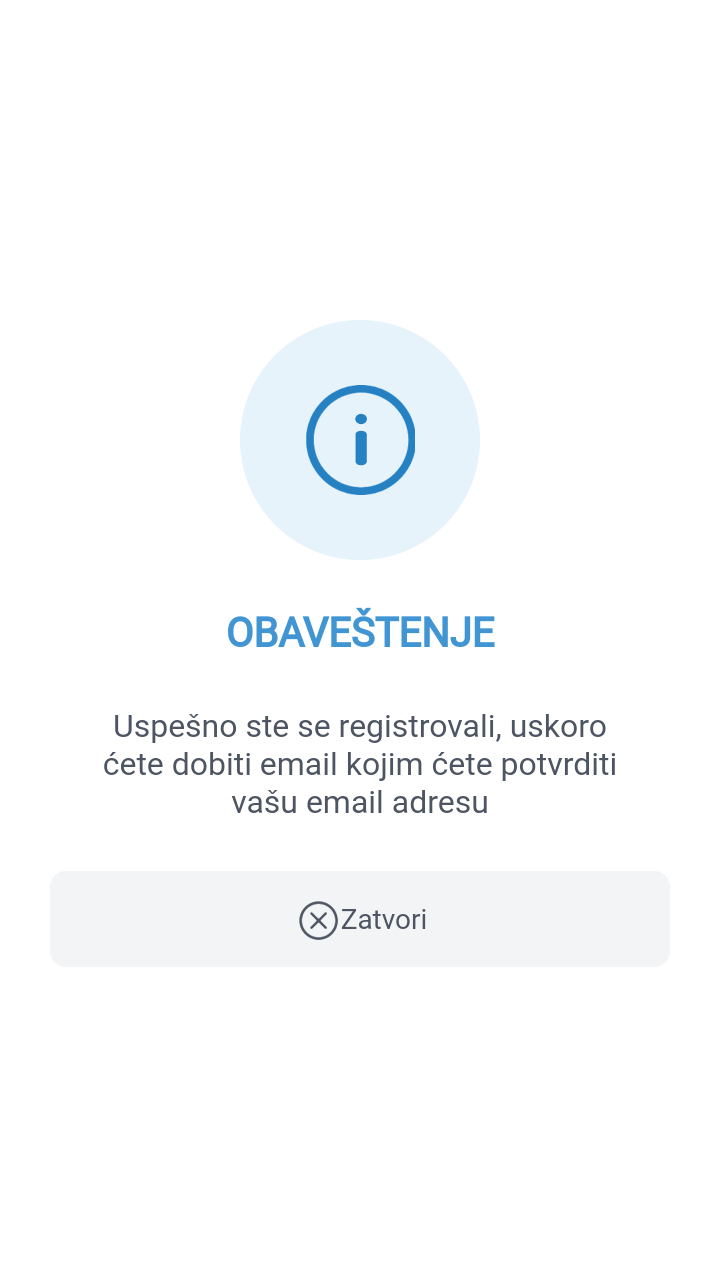 OBAVEŠTENJE
Uspešno ste se registrovali, uskoro
ćete dobiti email kojim ćete potvrditi
vašu email adresu
Zatvori